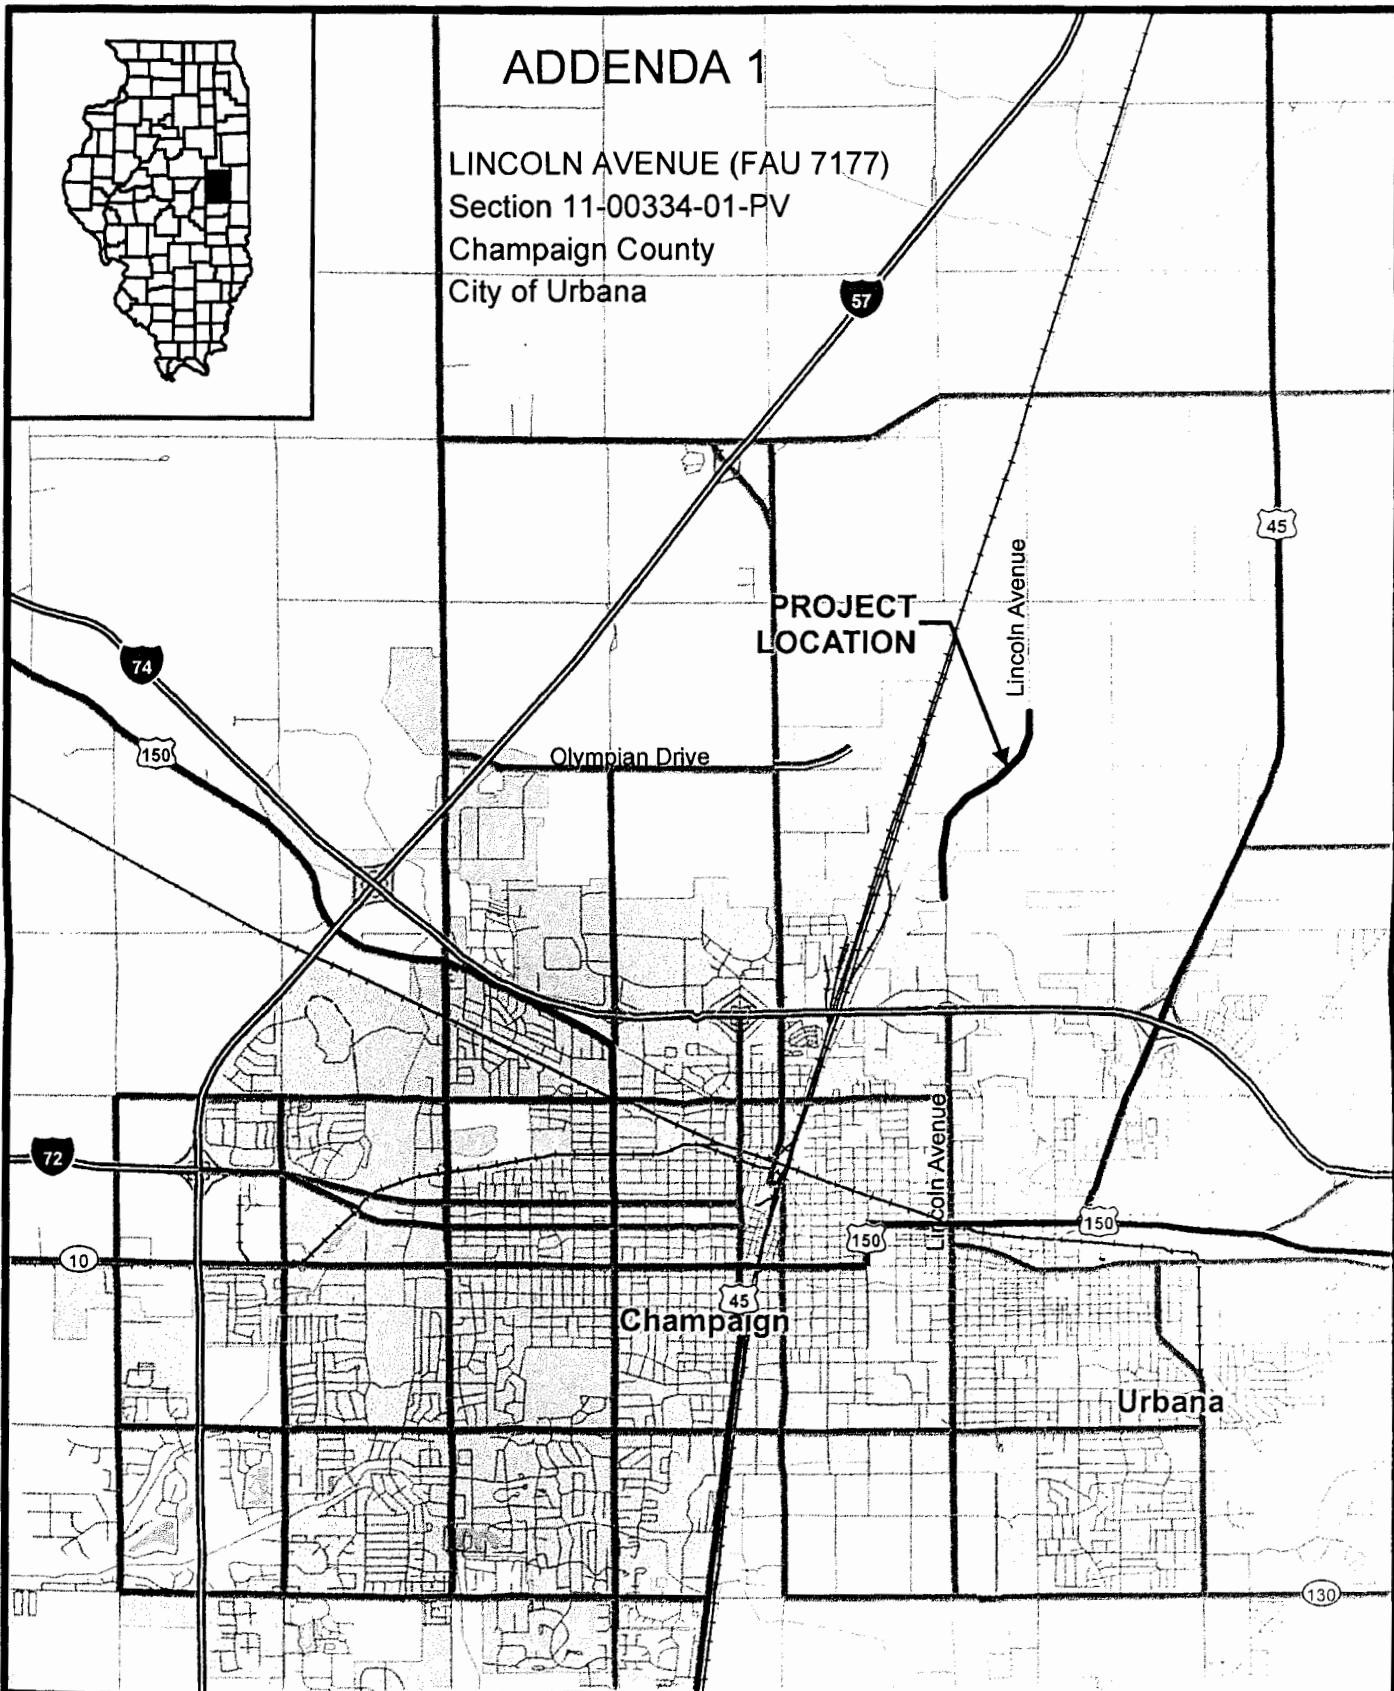 ADDENDA 1
LINCOLN AVENUE (FAU 7177)
Section 11-00334-01-PV
Champaign County
City of Urbana
57
45
Lincoln Avenue
PROJECT
LOCATION
74
150
Olympian Drive
72
Lincoln Avenue
150
150
10
45
Champaign
Urbana
130